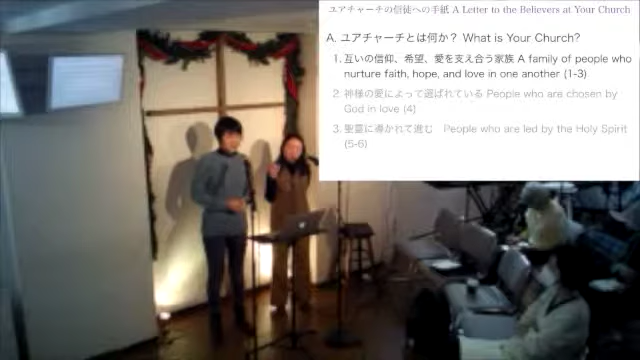 ユアチャーチの信徒への手紙 A Letter to the Believers at Your Church
A. ユアチャーチとは何か？ What is Your Church?
1. 互いの信仰、希望、愛を支え合う家族 A family of people who
nurture faith, hope, and love in one another (1-3)
2. 神様の愛によって選ばれている People who are chosen by
God in love (4)
3. 聖霊に導かれて進む People who are led by the Holy Spirit
(5-6)